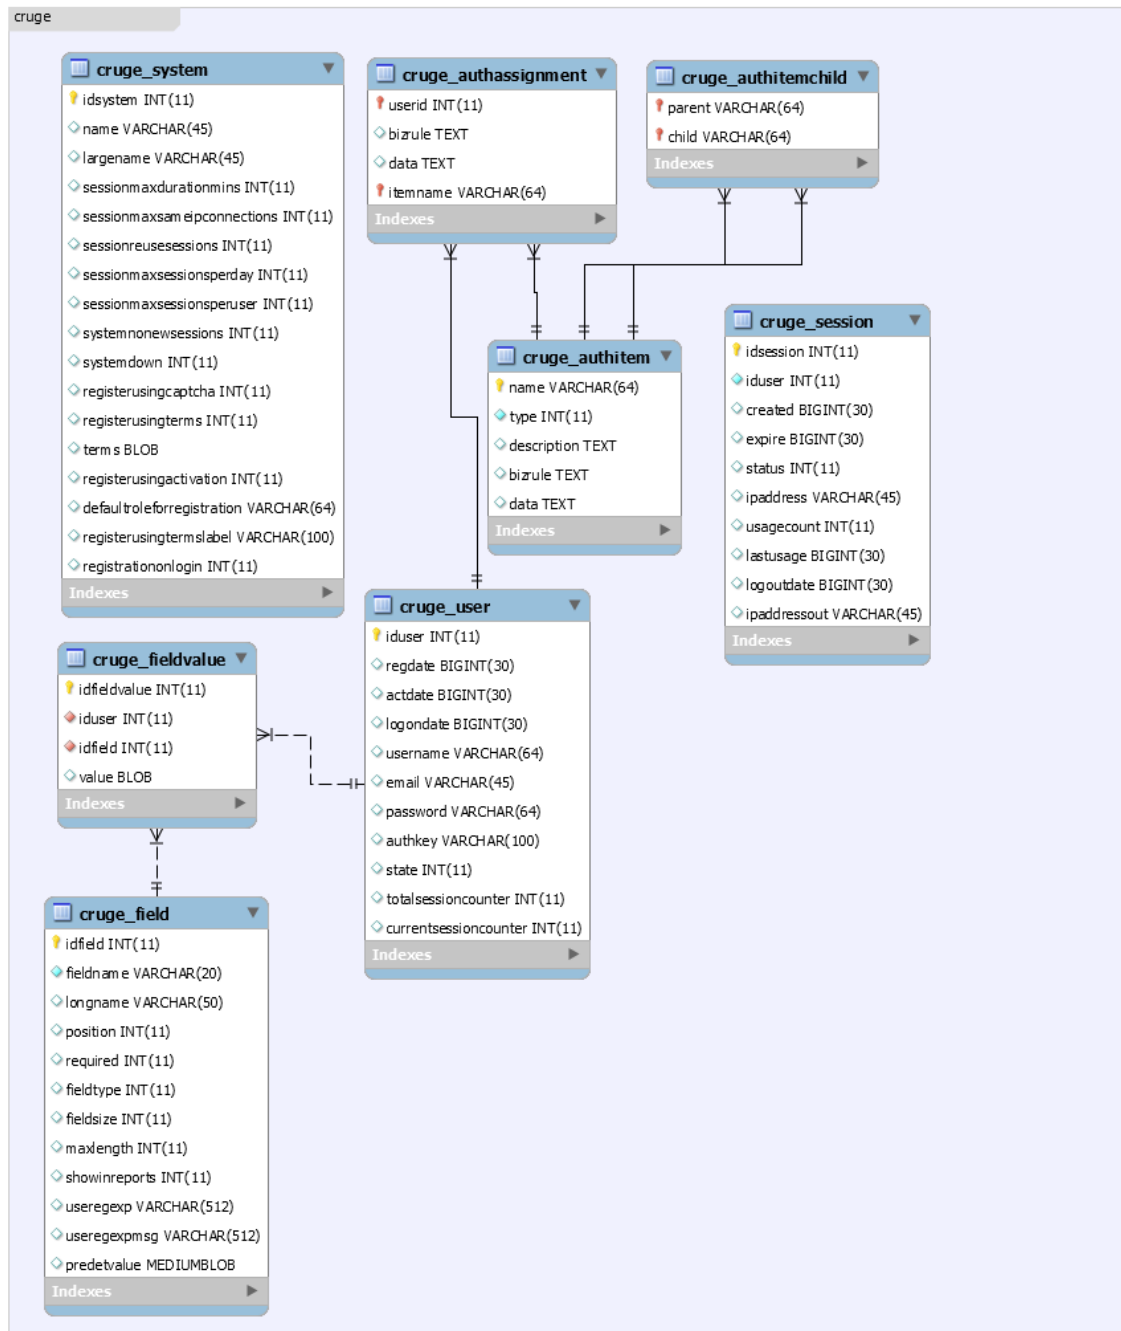 cruge
cruge_system
idsystem INT(11)
name VARCHAR(45)
largename VARCHAR(45)
sessionmaxdurationmins INT(11)
sessionmaxsameipconnections INT(11)
sessionreusesessions INT(11)
sessionmaxsessionsperday INT(11)
sessionmaxsessionsperuser INT(11)
systemnonewsessions INT(11)
systemdown INT(11)
registerusingcaptcha INT(11)
registerusingterms INT(11)
terms BLOB
registerusingactivation INT(11)
defaultroleforregistration VARCHAR(64)
registerusingtermslabel VARCHAR(100)
registrationonlogin INT(11)
Indexes
cruge_authassignment
userid INT(11)
bizrule TEXT
data TEXT
itemname VARCHAR(64)
Indexes
cruge_authitemchild
parent VARCHAR(64)
child VARCHAR(64)
Indexes
cruge_authitem
name VARCHAR(64)
type INT(11)
description TEXT
bizrule TEXT
data TEXT
Indexes
cruge_session
idsession INT(11)
iduser INT(11)
created BIGINT(30)
expire BIGINT(30)
status INT(11)
ipaddress VARCHAR(45)
usagecount INT(11)
lastusage BIGINT(30)
logoutdate BIGINT(30)
ipaddressout VARCHAR(45)
Indexes
cruge_user
iduser INT(11)
regdate BIGINT(30)
actdate BIGINT(30)
logondate BIGINT(30)
username VARCHAR(64)
email VARCHAR(45)
password VARCHAR(64)
authkey VARCHAR(100)
state INT(11)
totalsessioncounter INT(11)
currentsessioncounter INT(11)
Indexes
cruge_fieldvalue
idfieldvalue INT(11)
iduser INT(11)
idfield INT(11)
value BLOB
Indexes
cruge_field
idfield INT(11)
fieldname VARCHAR(20)
longname VARCHAR(50)
position INT(11)
required INT(11)
fieldtype INT(11)
fieldsize INT(11)
maxlength INT(11)
showinreports INT(11)
useregexp VARCHAR(512)
useregexpmsg VARCHAR(512)
predetvalue MEDIUMBLOB
Indexes